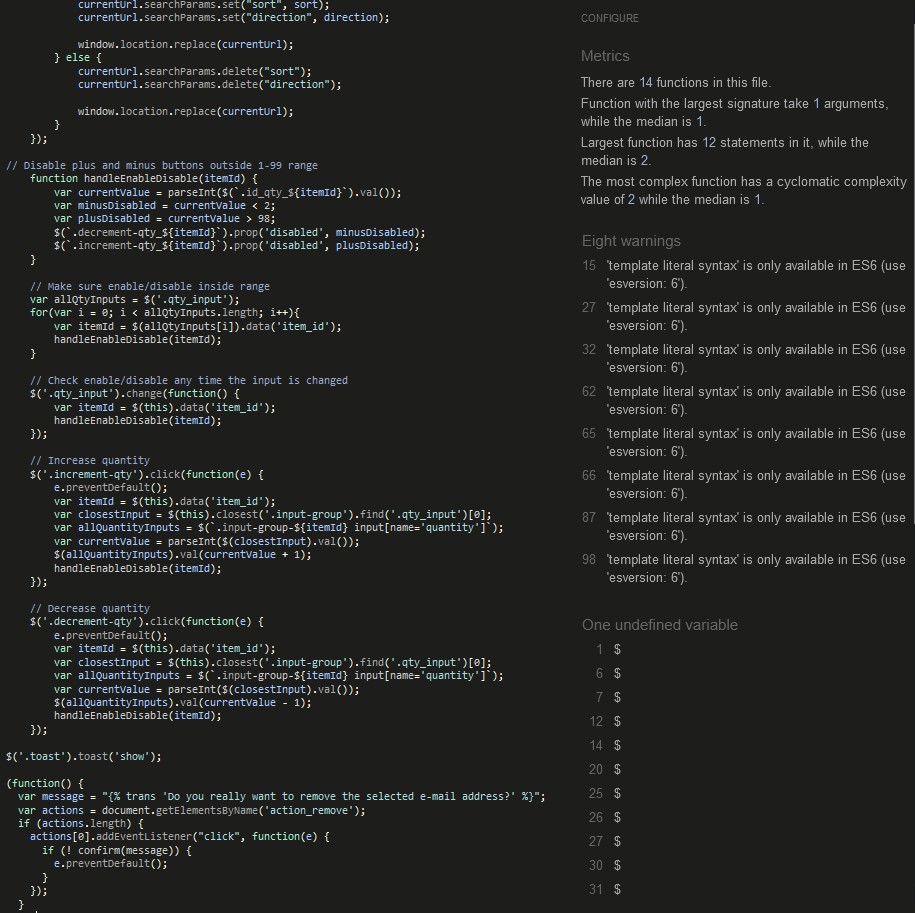 currentUrl.searchParams.set("sort", sort);
currentUrl.searchParams.set("direction", direction);
window.location.replace(currentUrl);
} else {
currentUrl.searchParams.delete("sort");
currentUrl.searchParams.delete("direction");
window.location.replace(currentUrl);
}
});
// Disable plus and minus buttons outside 1-99 range
function handleEnableDisable(itemId) {
var currentValue = parseInt($(`.id_qty_${itemId}`).val());
var minusDisabled = currentValue < 2;
var plusDisabled = currentValue > 98;
$(`.decrement-qty_${itemId}`).prop('disabled', minusDisabled);
$(`.increment-qty_${itemId}`).prop('disabled', plusDisabled);
}
// Make sure enable/disable inside range
var allQtyInputs = $('.qty_input');
for(var i = 0; i < allQtyInputs.length; i++){
var itemId = $(allQtyInputs[i]).data('item_id');
handleEnableDisable(itemId);
}
// Check enable/disable any time the input is changed
$('.qty_input').change(function() {
var itemId = $(this).data('item_id');
handleEnableDisable(itemId);
});
// Increase quantity
$('.increment-qty').click(function(e) {
e.preventDefault();
var itemId = $(this).data('item_id');
var closestInput = $(this).closest('.input-group').find('.qty_input')[0];
var allQuantityInputs = $(`.input-group-${itemId} input[name='quantity']`);
var currentValue = parseInt($(closestInput).val());
$(allQuantityInputs).val(currentValue + 1);
handleEnableDisable(itemId);
});
// Decrease quantity
$('.decrement-qty').click(function(e) {
e.preventDefault();
var itemId = $(this).data('item_id');
var closestInput = $(this).closest('.input-group').find('.qty_input')[0];
var allQuantityInputs = $(`.input-group-${itemId} input[name='quantity']`);
var currentValue = parseInt($(closestInput).val());
$(allQuantityInputs).val(currentValue - 1);
handleEnableDisable(itemId);
});
$('.toast').toast('show');
(function() {
var message = "{% trans 'Do you really want to remove the selected e-mail address?' %}";
var actions = document.getElementsByName('action_remove');
if (actions.length) {
actions[0].addEventListener("click", function(e) {
if (! confirm(message)) {
e.preventDefault();
}
});
}
CONFIGURE
Metrics
There are 14 functions in this file.
Function with the largest signature take 1 arguments,
while the median is 1.
Largest function has 12 statements in it, while the
median is 2.
The most complex function has a cyclomatic complexity
value of 2 while the median is 1.
Eight warnings
15 'template literal syntax' is only available in ES6 (use
'esversion: 6').
27 'template literal syntax' is only available in ES6 (use
'esversion: 6').
32 'template literal syntax' is only available in ES6 (use
'esversion: 6').
62 'template literal syntax' is only available in ES6 (use
'esversion: 6').
65 'template literal syntax' is only available in ES6 (use
'esversion: 6').
66 'template literal syntax' is only available in ES6 (use
'esversion: 6').
87 'template literal syntax' is only available in ES6 (use
'esversion: 6').
98 'template literal syntax' is only available in ES6 (use
'esversion: 6').
One undefined variable
1 $
6 $
7 $
12 $
14 $
20 $
25 $
26 $
27 $
30 $
31 $